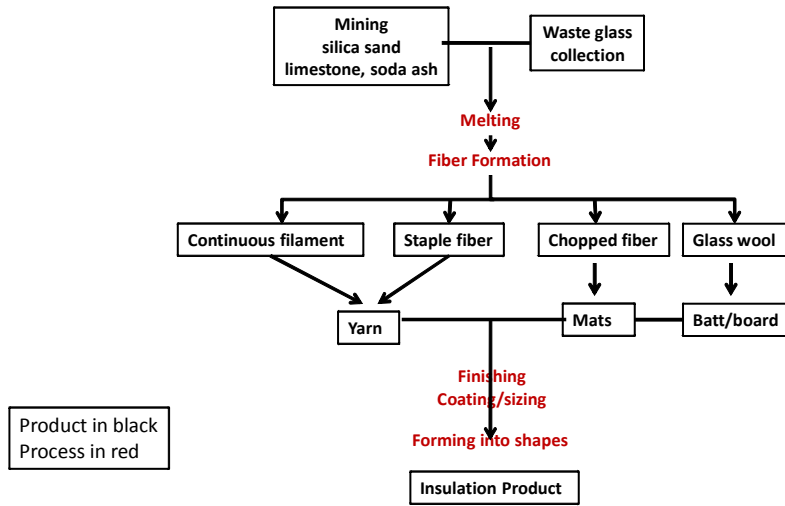 Mining
silica sand
limestone, soda ash
Waste glass
collection
Melting
Fiber Formation
Continuous filament
Staple fiber
Chopped fiber
Glass wool
Yarn
Mats
Batt/board
Finishing
Coating/sizing
Forming into shapes
Product in black
Process in red
Insulation Product